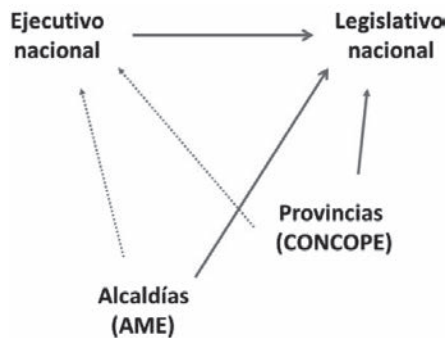 Ejecutivo
nacional
Legislativo
nacional
Provincias
(CONCOPE)
Alcaldías
(AME)